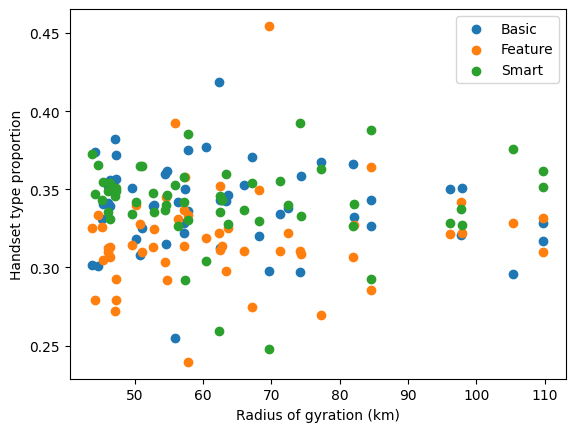 Basic
Feature
Smart
0.45
0.40
0.35
0.30
0.25
Handset type proportion
50 60 70 80 90 100 110
Radius of gyration (km)